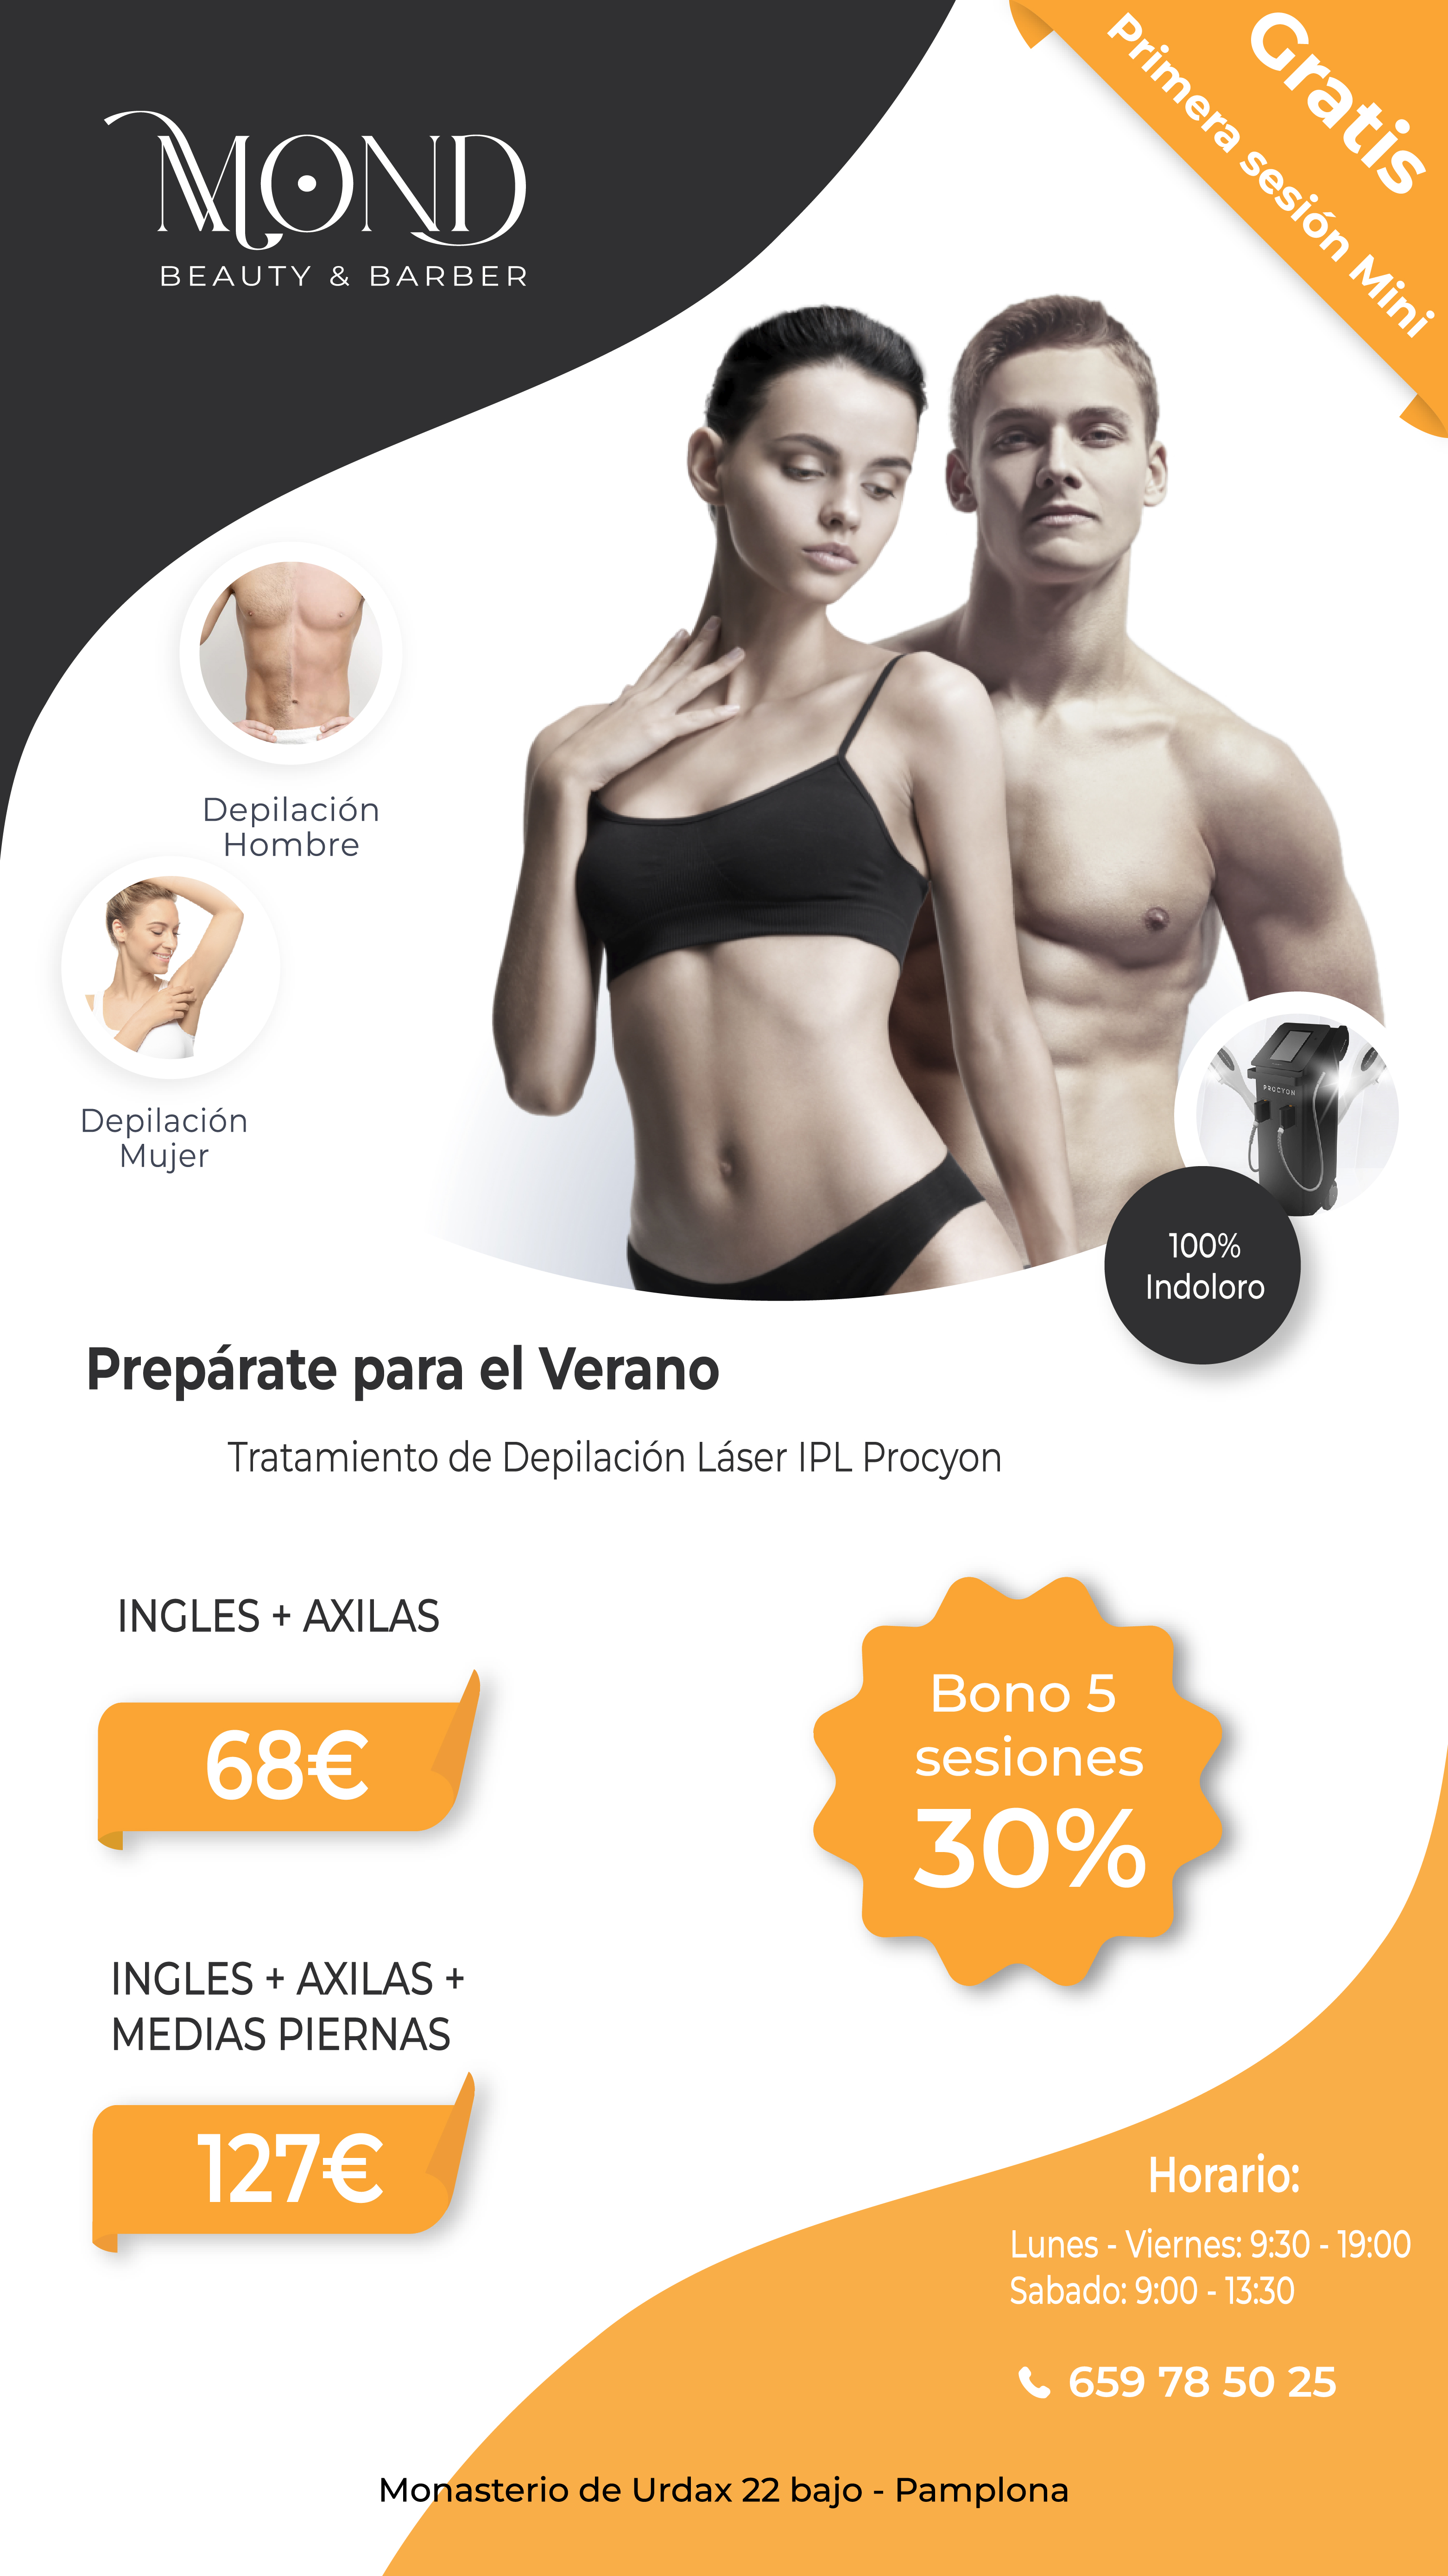 MOND
BEAUTY & BARBER
Gratis
Primera sesión Mini
Depilación
Hombre
Depilación
Mujer
PROCYON
100%
Indoloro
Prepárate para el Verano
Tratamiento de Depilación Láser IPL Procyon
INGLES + AXILAS
68€
Bono 5
sesiones
30%
INGLES + AXILAS +
MEDIAS PIERNAS
127€
Horario:
Lunes - Viernes: 9:30 - 19:00
Sabado: 9:00 - 13:30
659 78 50 25
Monasterio de Urdax 22 bajo - Pamplona